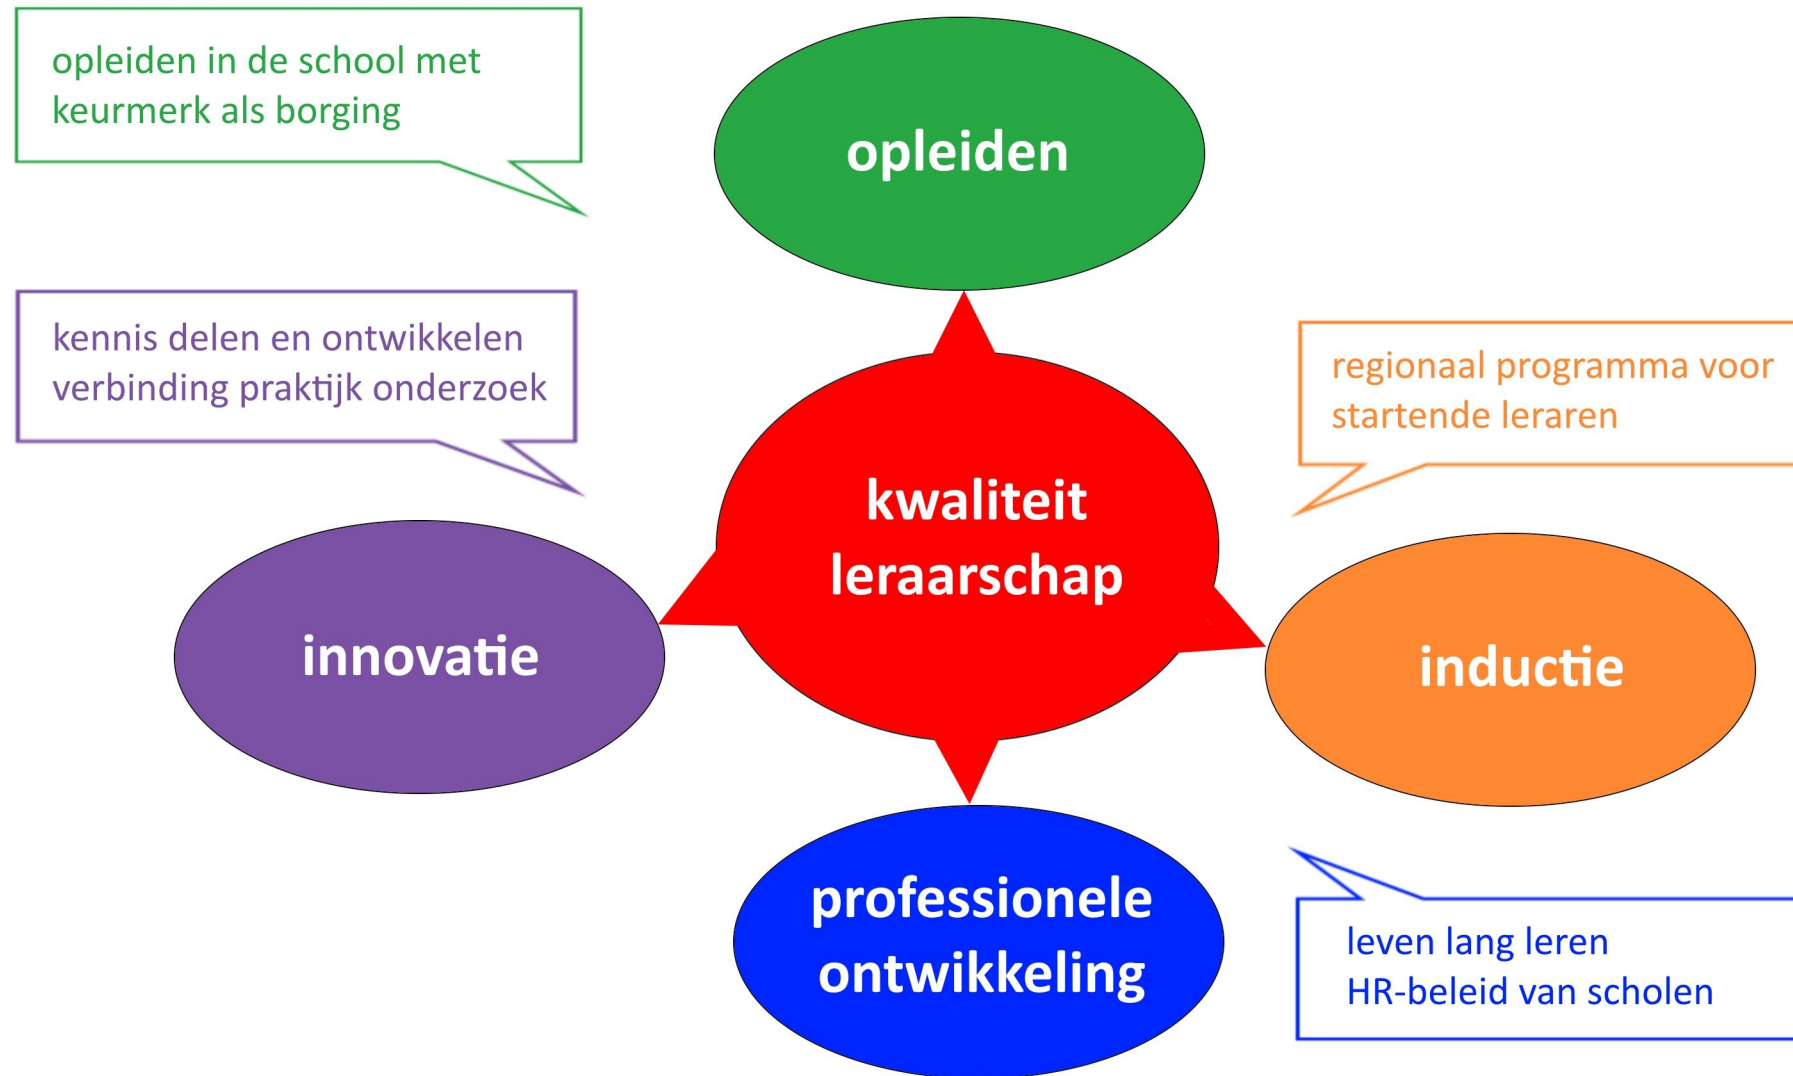 opleiden in de school met
keurmerk als borging
opleiden
kennis delen en ontwikkelen
verbinding praktijk onderzoek
regionaal programma voor
startende leraren
kwaliteit
leraarschap
innovatie
inductie
professionele
ontwikkeling
leven lang leren
HR-beleid van scholen